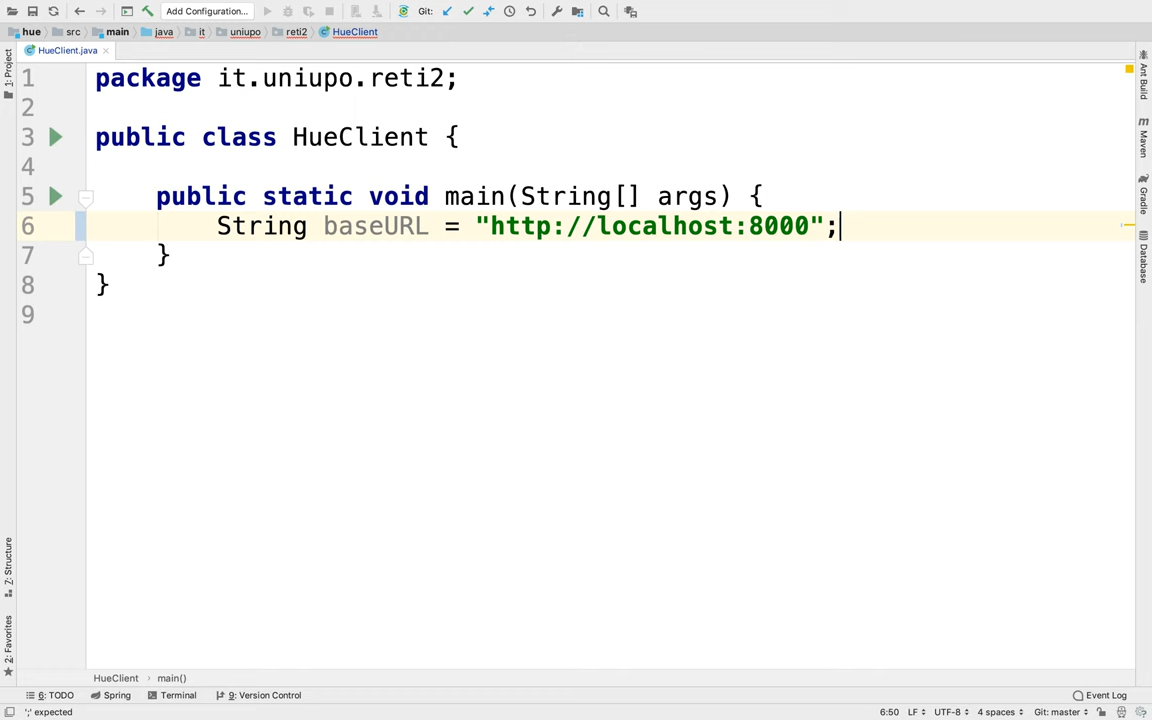 Add Configuration...
Git:
hue src main java it uniupo reti2 HueClient
HueClient.java
1 package it.uniupo.reti2;
2
3 public class HueClient {
4
5 public static void main(String[] args) {
6 String baseURL = "http://localhost:8000";
7 }
8 }
9
1: Project
7: Structure
2: Favorites
Ant Build
Maven
Gradle
Database
HueClient › main()
6: TODO Spring Terminal 9: Version Control Event Log
';' expected 6:50 LF UTF-8 4 spaces Git: master